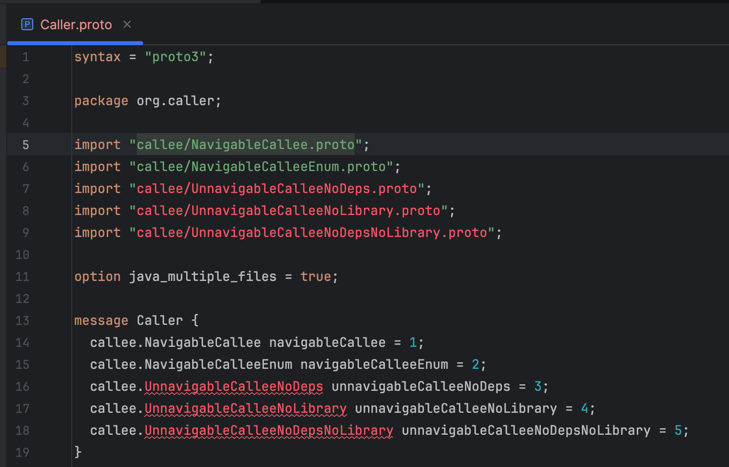 Caller.proto
1 syntax = "proto3";
2
3 package org.caller;
4
5 import "callee/NavigableCallee.proto";
6 import "callee/NavigableCalleeEnum.proto";
7 import "callee/UnnavigableCalleeNoDeps.proto";
8 import "callee/UnnavigableCalleeNoLibrary.proto";
9 import "callee/UnnavigableCalleeNoDepsNoLibrary.proto";
10
11 option java_multiple_files = true;
12
13 message Caller {
14 callee.NavigableCallee navigableCallee = 1;
15 callee.NavigableCalleeEnum navigableCalleeEnum = 2;
16 callee.UnnavigableCalleeNoDeps unnavigableCalleeNoDeps = 3;
17 callee.UnnavigableCalleeNoLibrary unnavigableCalleeNoLibrary = 4;
18 callee.UnnavigableCalleeNoDepsNoLibrary unnavigableCalleeNoDepsNoLibrary = 5;
19 }